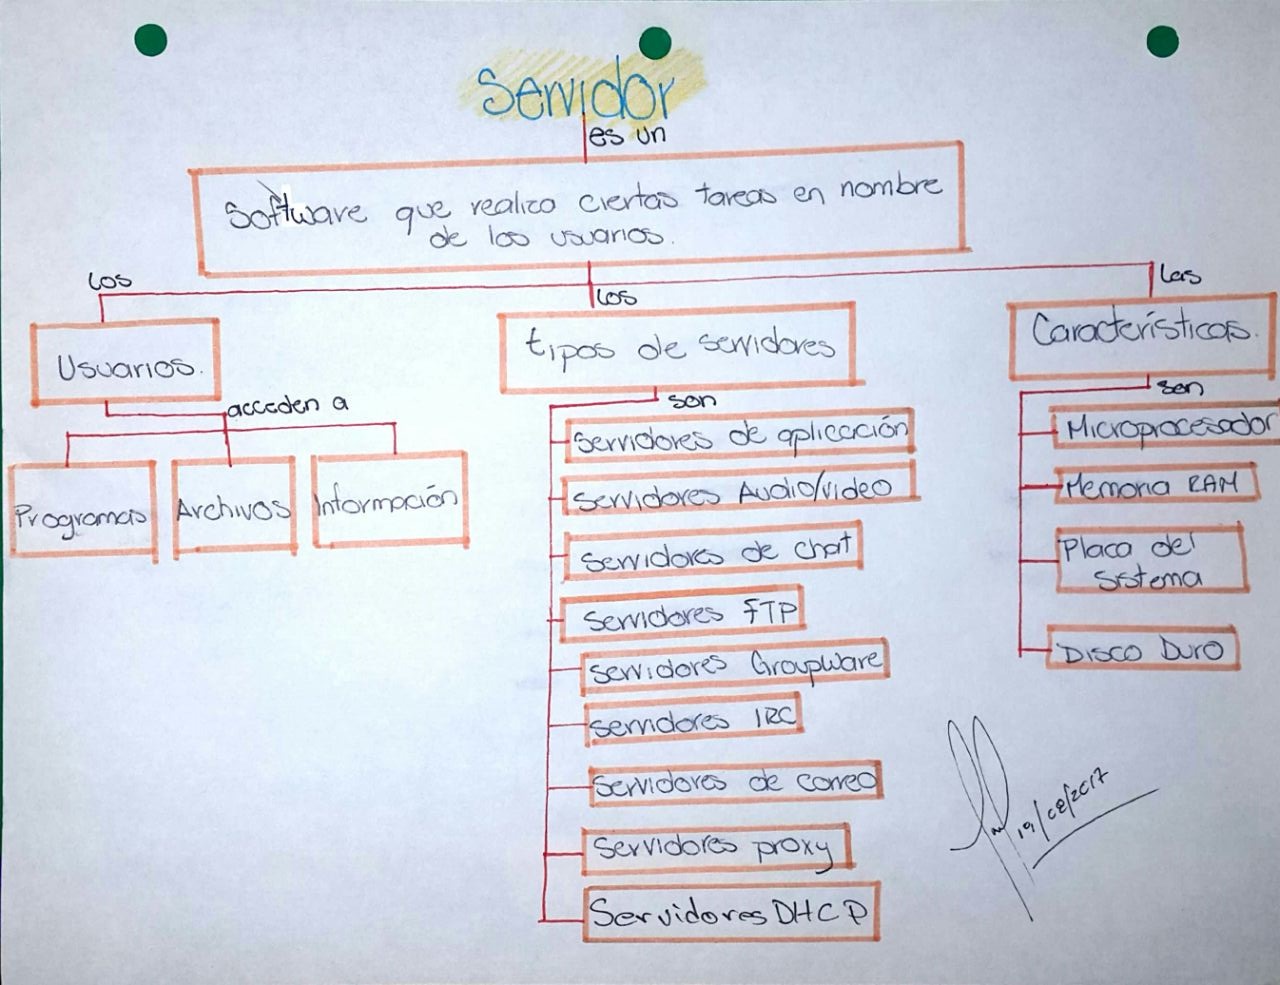 Servidor
es un
Software que realiza ciertas tareas en nombre
de los usuarios.
los
los
las
Usuarios.
tipos de servidores
Características.
acceden a
son
son
Programas
Archivos
Información
Servidores de aplicación
Servidores Audio/video
Servidores de chat
Servidores FTP
Servidores Groupware
Servidores IRC
Servidores de correo
Servidores proxy
Servidores DHCP
Microprocesador
Memoria RAM
Placa del
Sistema
Disco Duro
19/08/2017